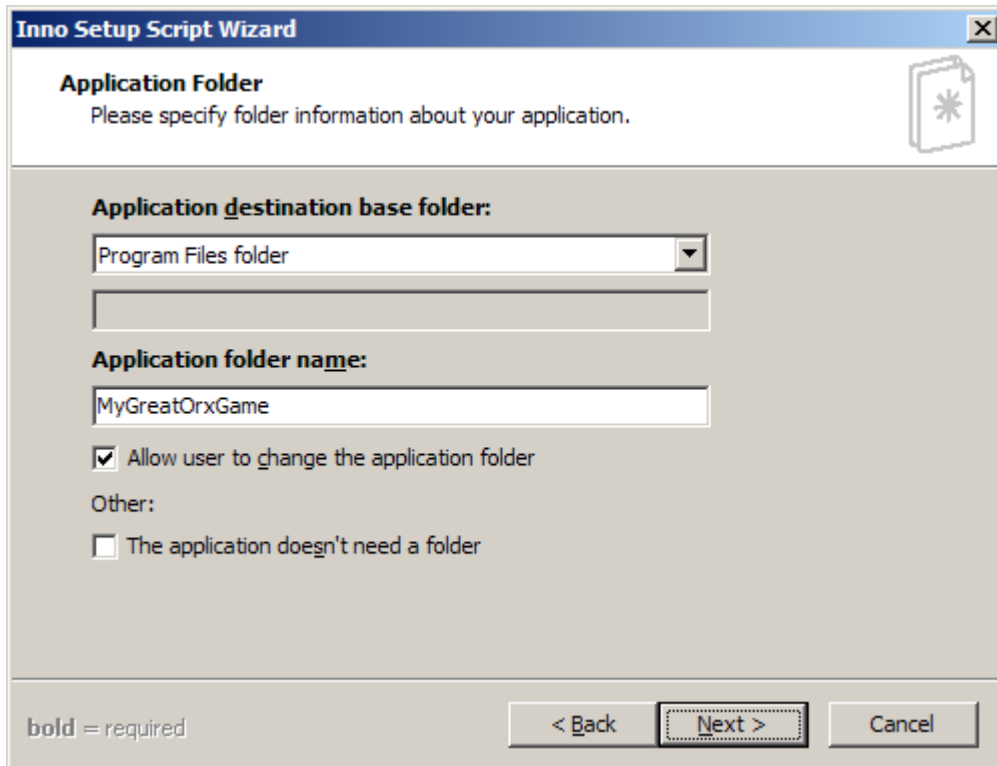 Inno Setup Script Wizard
Application Folder
Please specify folder information about your application.
Application destination base folder:
Program Files folder
Application folder name:
MyGreatOrxGame
Allow user to change the application folder
Other:
The application doesn't need a folder
bold = required
< Back
Next >
Cancel